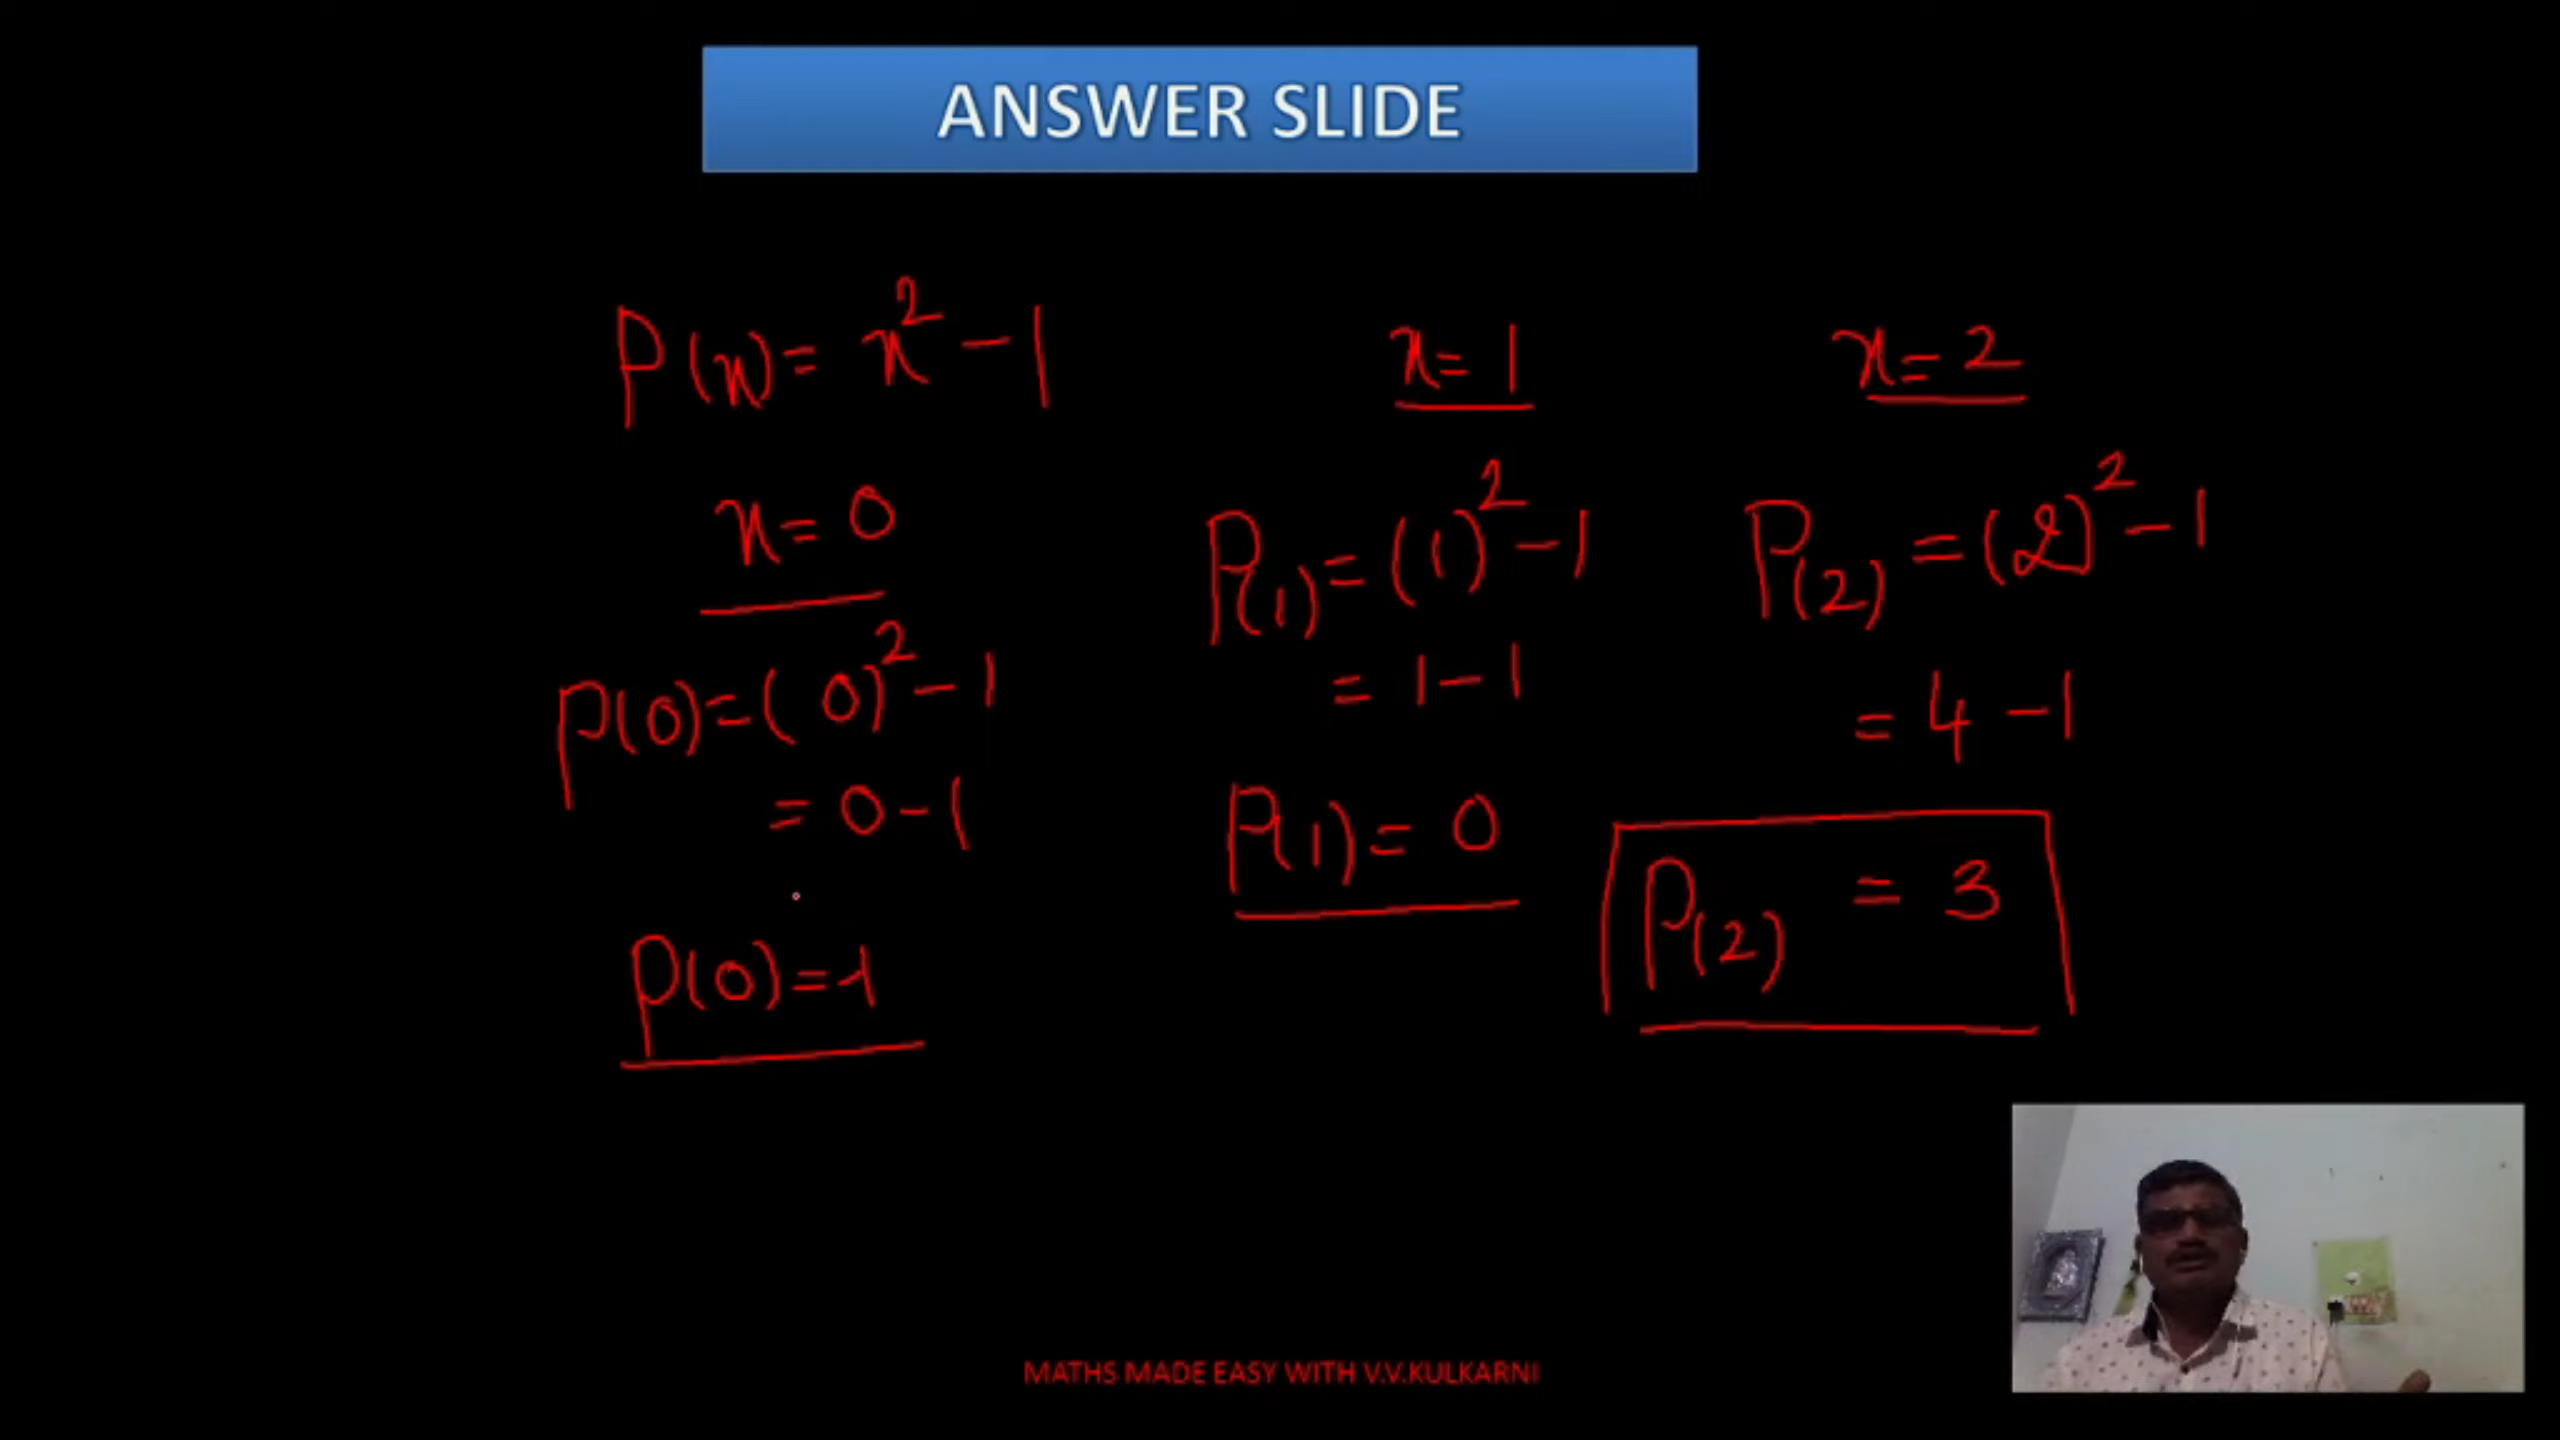 ANSWER SLIDE
P(x) = x² - 1
x = 0
P(0) = (0)² - 1
= 0 - 1
P(0) = -1
x = 1
P(1) = (1)² - 1
= 1 - 1
P(1) = 0
x = 2
P(2) = (2)² - 1
= 4 - 1
P(2) = 3
MATHS MADE EASY WITH V.V.KULKARNI